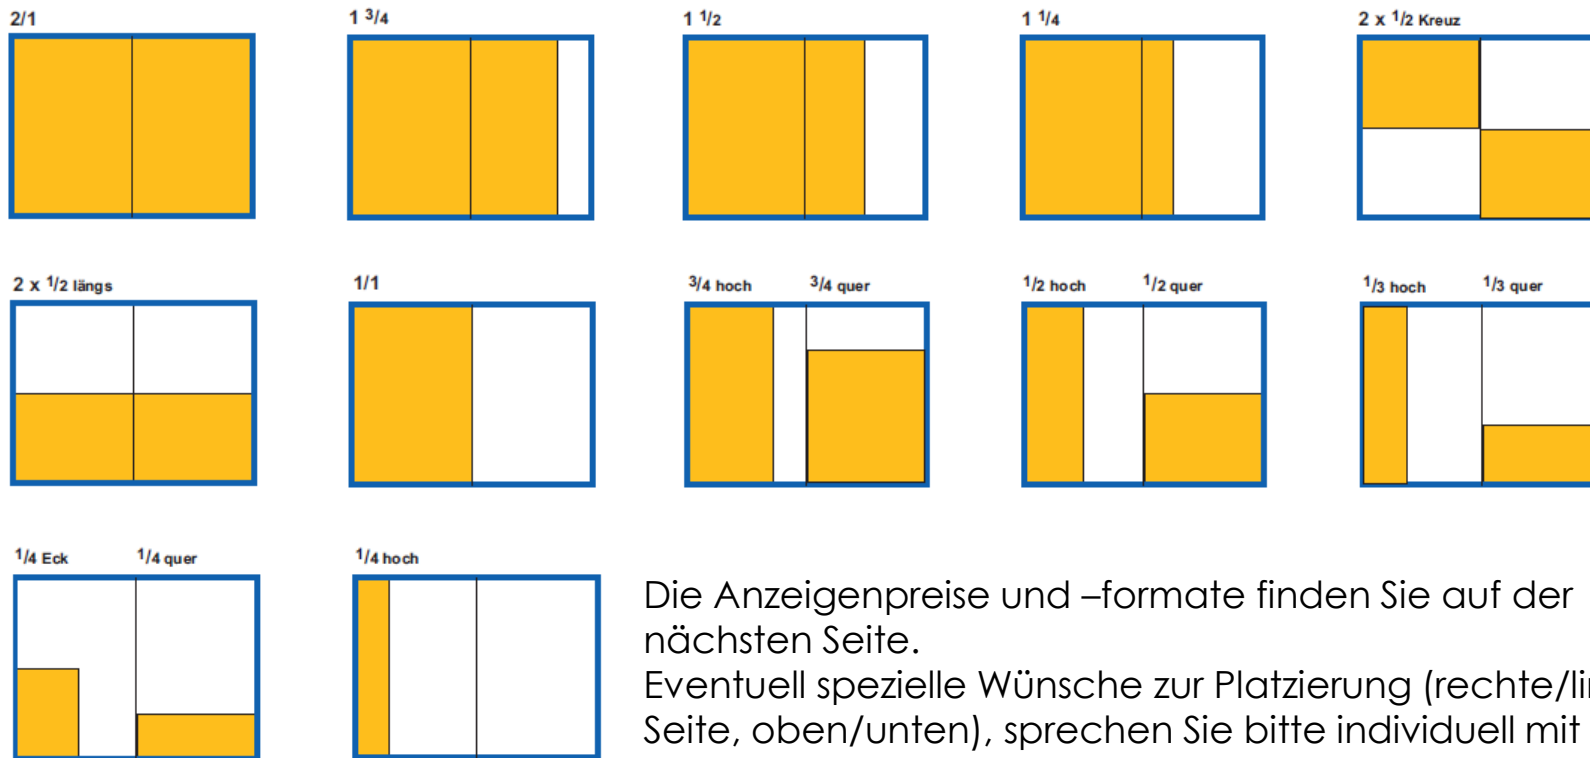 2/1
1 3/4
1 1/2
1 1/4
2 x 1/2 Kreuz
2 x 1/2 längs
1/1
3/4 hoch
3/4 quer
1/2 hoch
1/2 quer
1/3 hoch
1/3 quer
1/4 Eck
1/4 quer
1/4 hoch
Die Anzeigenpreise und –formate finden Sie auf der
nächsten Seite.
Eventuell spezielle Wünsche zur Platzierung (rechte/
Seite, oben/unten), sprechen Sie bitte individuell mit